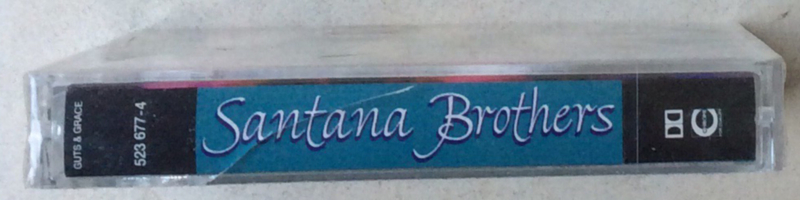 GUTS & GRACE
523 677-4
Santana Brothers